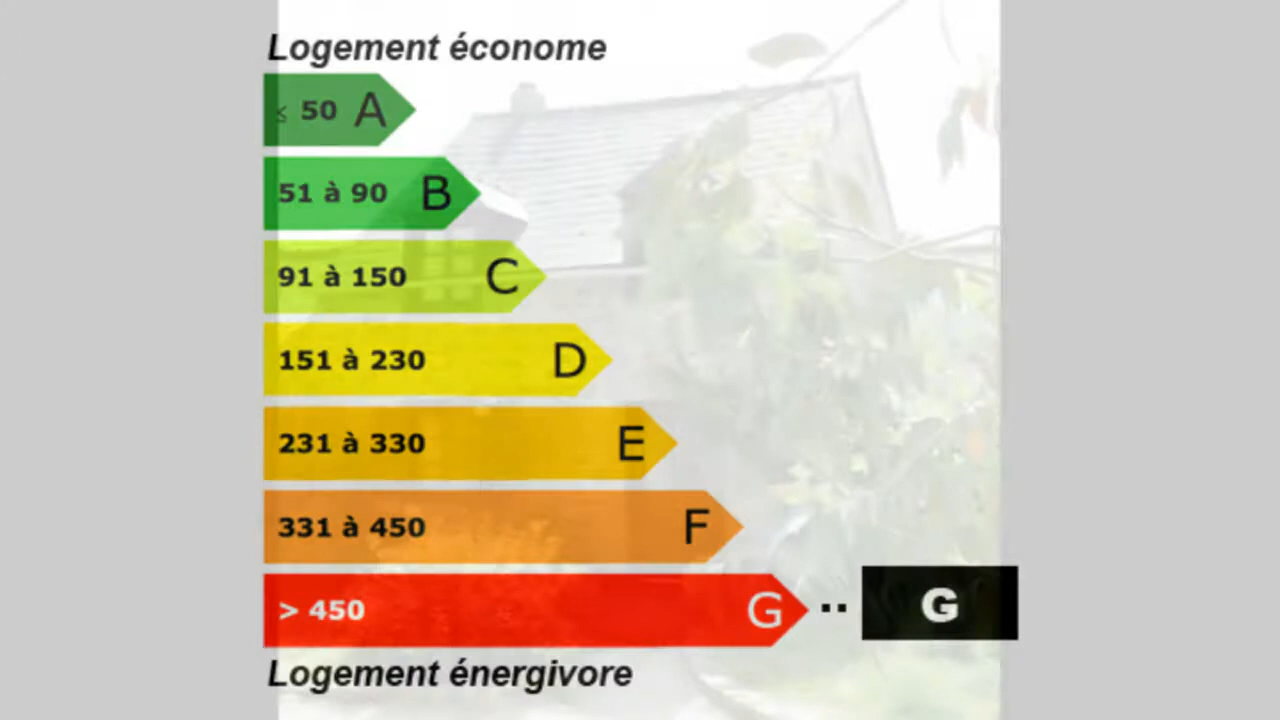 Logement économe
≤ 50 A
51 à 90 B
91 à 150 C
151 à 230 D
231 à 330 E
331 à 450 F
> 450 G
G
Logement énergivore